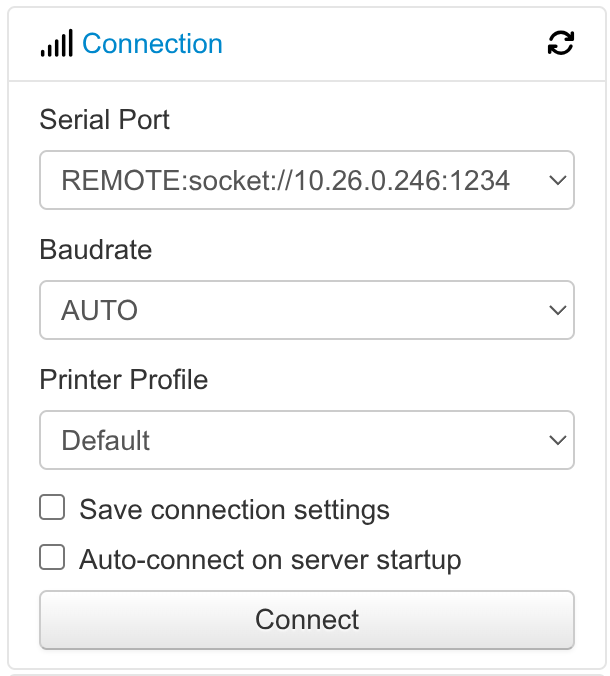 Connection
Serial Port
REMOTE:socket://10.26.0.246:1234
Baudrate
AUTO
Printer Profile
Default
Save connection settings
Auto-connect on server startup
Connect